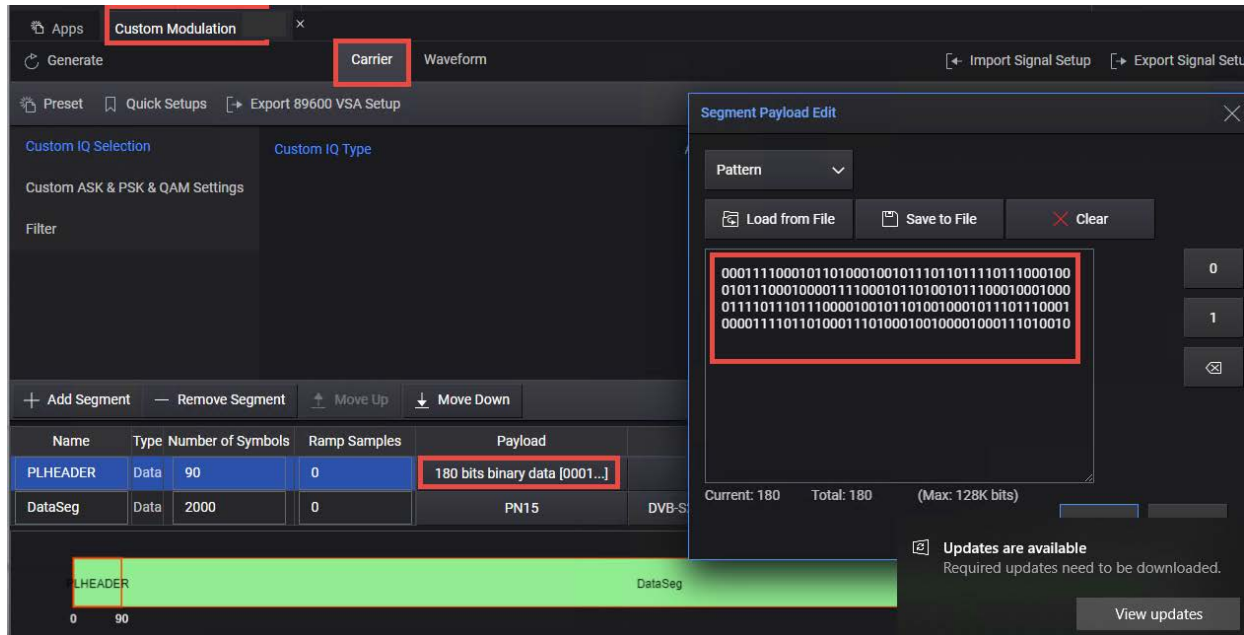 Apps
Custom Modulation
×
Generate
Carrier
Waveform
Import Signal Setup
Export Signal Setu
Preset
Quick Setups
Export 89600 VSA Setup
Custom IQ Selection
Custom IQ Type
Custom ASK & PSK & QAM Settings
Filter
Segment Payload Edit
Pattern
Load from File
Save to File
Clear
000111100010110100010010111011011110111000100
010111000100001111000101101001011100010001000
011110111011100001001011010010001011101110001
000011110110100011101000100100001000111010010
0
1
Add Segment
Remove Segment
Move Up
Move Down
Name Type Number of Symbols Ramp Samples Payload
PLHEADER Data 90 0 180 bits binary data [0001...]
DataSeg Data 2000 0 PN15 DVB-S
Current: 180 Total: 180 (Max: 128K bits)
LHEADER
DataSeg
0 90
Updates are available
Required updates need to be downloaded.
View updates